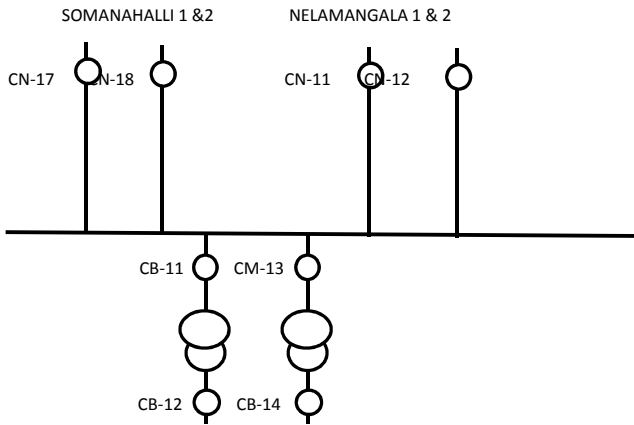 SOMANAHALLI 1 &2 NELAMANGALA 1 & 2
CN-17 CN-18 CN-11 CN-12
CB-11 CM-13
CB-12 CB-14